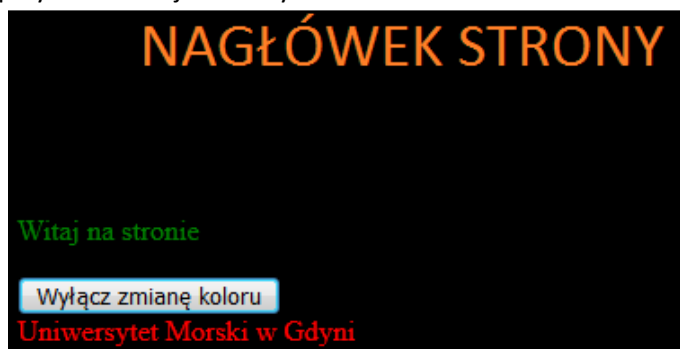 NAGŁÓWEK STRONY
Witaj na stronie
Wyłącz zmianę koloru
Uniwersytet Morski w Gdyni